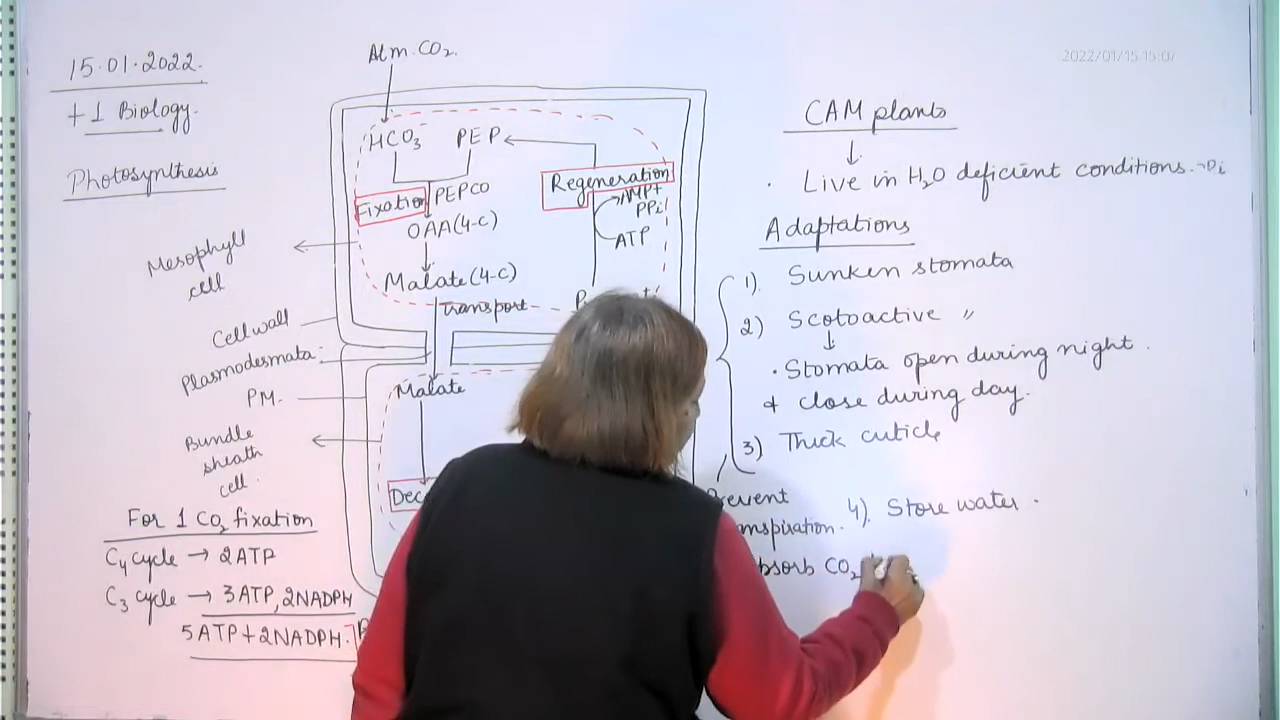 15.01.2022.
+1 Biology.
Photosynthesis
Atm. CO2.
HCO3-
PEP
Fixation
PEPCO
Regeneration
AMP+
PPi
ATP
OAA(4-C)
Malate(4-C)
transport
Mesophyll
cell
Cell wall
Plasmodesmata
PM.
Bundle
sheath
cell.
Malate
For 1 CO2 fixation
C4 cycle → 2ATP
C3 cycle → 3ATP, 2NADPH
5ATP+2NADPH.
2022/01/15 15:07
CAM plants
↓
. Live in H2O deficient conditions.
Adaptations
1). Sunken stomata
2) Scotoactive "
↓
. Stomata open during night.
& close during day.
3) Thick cuticle
4). Store water.
CO2